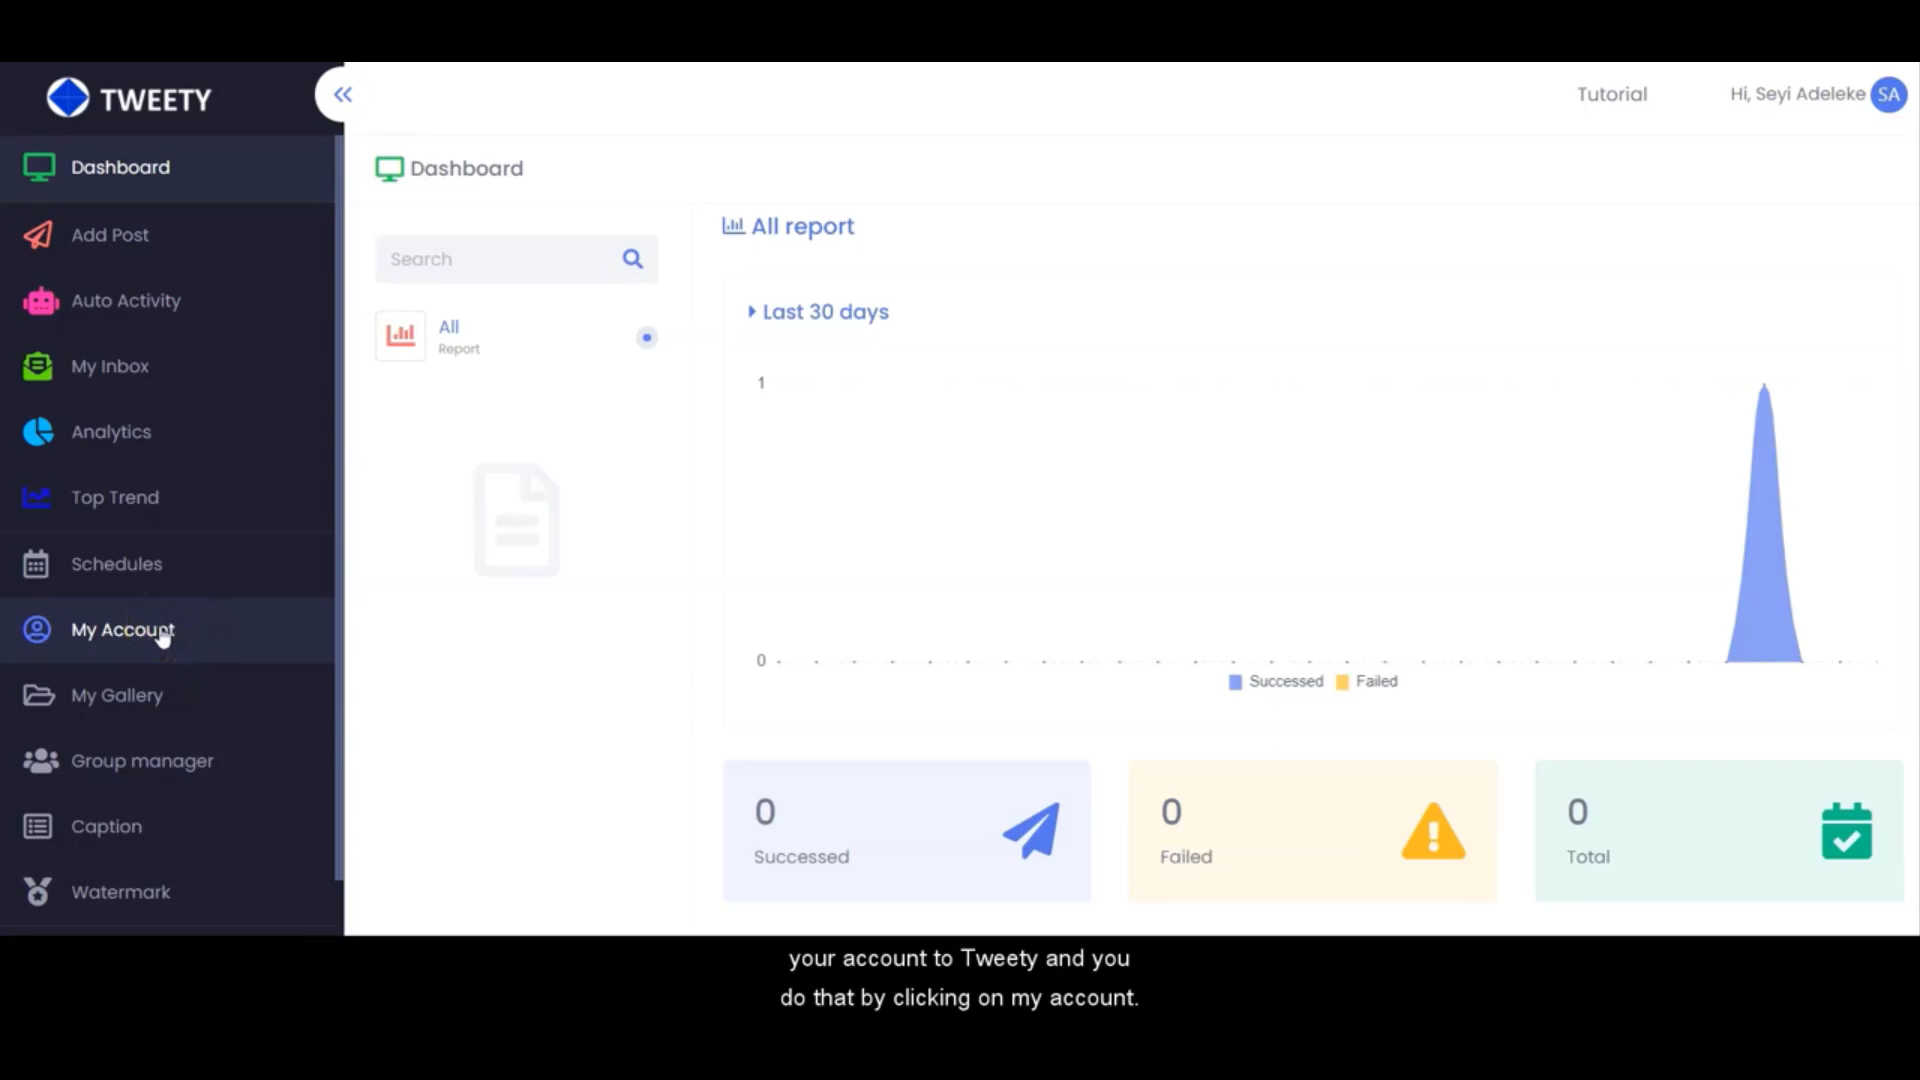 TWEETY
Tutorial
Hi, Seyi Adeleke SA
Dashboard
Add Post
Auto Activity
My Inbox
Analytics
Top Trend
Schedules
My Account
My Gallery
Group manager
Caption
Watermark
Dashboard
Search
All
Report
All report
Last 30 days
1
0
Successed Failed
0
Successed
0
Failed
0
Total
your account to Tweety and you
do that by clicking on my account.